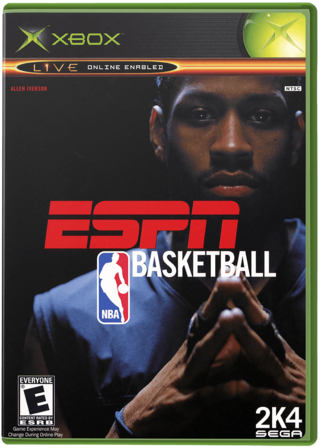 XBOX
LIVE ONLINE ENABLED
ALLEN IVERSON
NTSC
ESPN
BASKETBALL
NBA
EVERYONE
E
CONTENT RATED BY
ESRB
Game Experience May
Change During Online Play
2K4
SEGA